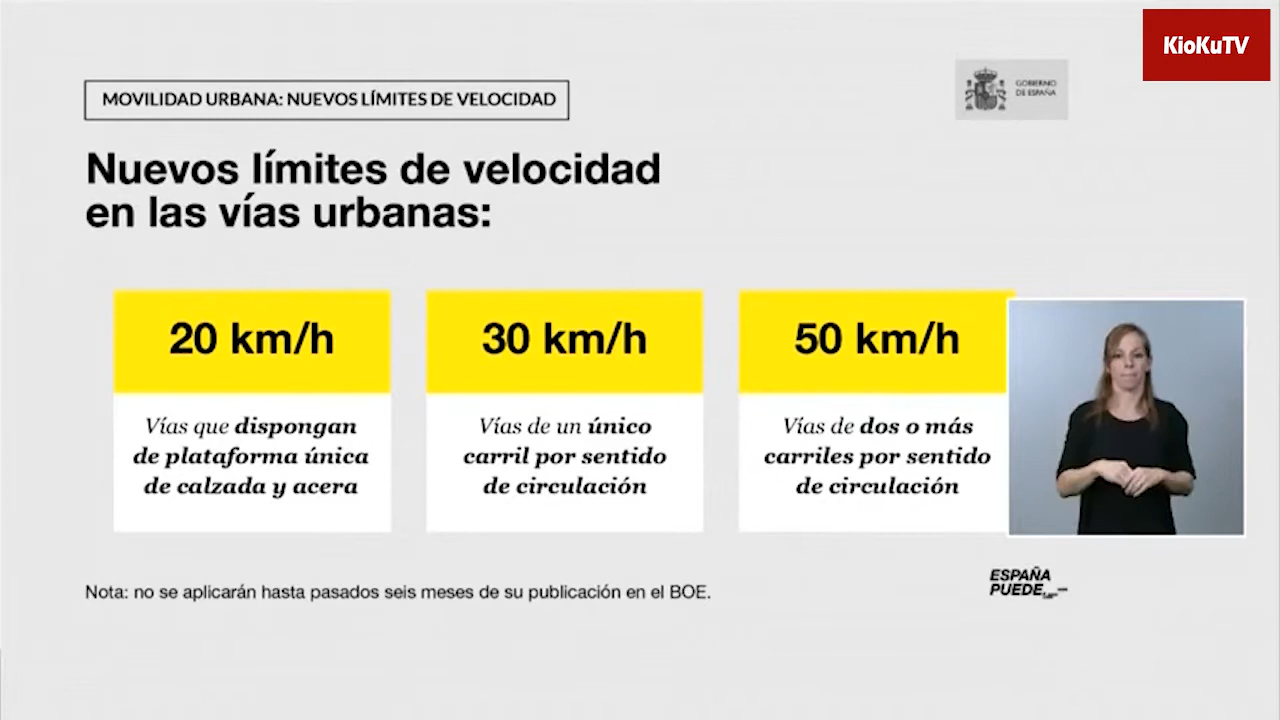 KioKuTV
MOVILIDAD URBANA: NUEVOS LÍMITES DE VELOCIDAD
GOBIERNO
DE ESPAÑA
Nuevos límites de velocidad
en las vías urbanas:
20 km/h
Vías que dispongan
de plataforma única
de calzada y acera
30 km/h
Vías de un único
carril por sentido
de circulación
50 km/h
Vías de dos o más
carriles por sentido
de circulación
Nota: no se aplicarán hasta pasados seis meses de su publicación en el BOE.
ESPAÑA
PUEDE